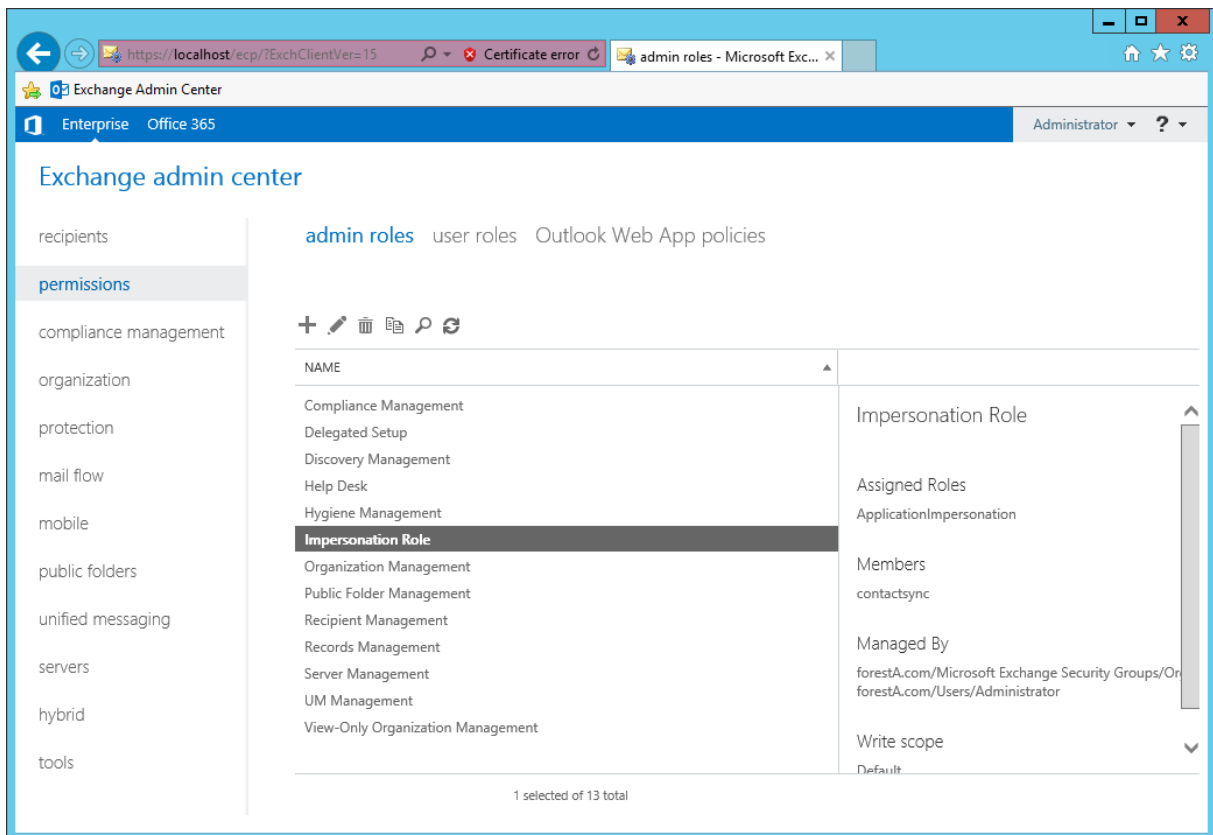 https://localhost/ecp/?ExchClientVer=15
Certificate error
admin roles - Microsoft Exc...
Exchange Admin Center
Enterprise Office 365
Administrator ?
Exchange admin center
recipients
permissions
compliance management
organization
protection
mail flow
mobile
public folders
unified messaging
servers
hybrid
tools
admin roles user roles Outlook Web App policies
NAME
Compliance Management
Delegated Setup
Discovery Management
Help Desk
Hygiene Management
Impersonation Role
Organization Management
Public Folder Management
Recipient Management
Records Management
Server Management
UM Management
View-Only Organization Management
1 selected of 13 total
Impersonation Role
Assigned Roles
ApplicationImpersonation
Members
contactsync
Managed By
forestA.com/Microsoft Exchange Security Groups/Or
forestA.com/Users/Administrator
Write scope
Default